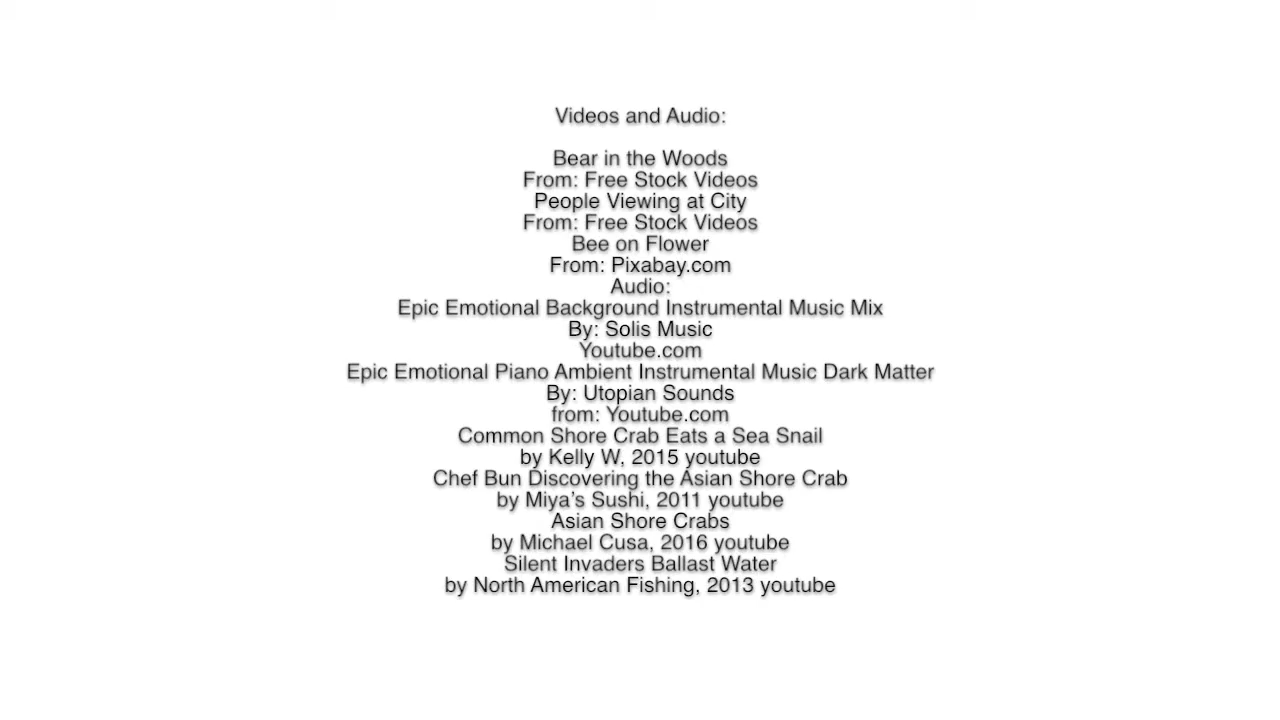 Videos and Audio:
Bear in the Woods
From: Free Stock Videos
People Viewing at City
From: Free Stock Videos
Bee on Flower
From: Pixabay.com
Audio:
Epic Emotional Background Instrumental Music Mix
By: Solis Music
Youtube.com
Epic Emotional Piano Ambient Instrumental Music Dark Matter
By: Utopian Sounds
from: Youtube.com
Common Shore Crab Eats a Sea Snail
by Kelly W, 2015 youtube
Chef Bun Discovering the Asian Shore Crab
by Miya’s Sushi, 2011 youtube
Asian Shore Crabs
by Michael Cusa, 2016 youtube
Silent Invaders Ballast Water
by North American Fishing, 2013 youtube